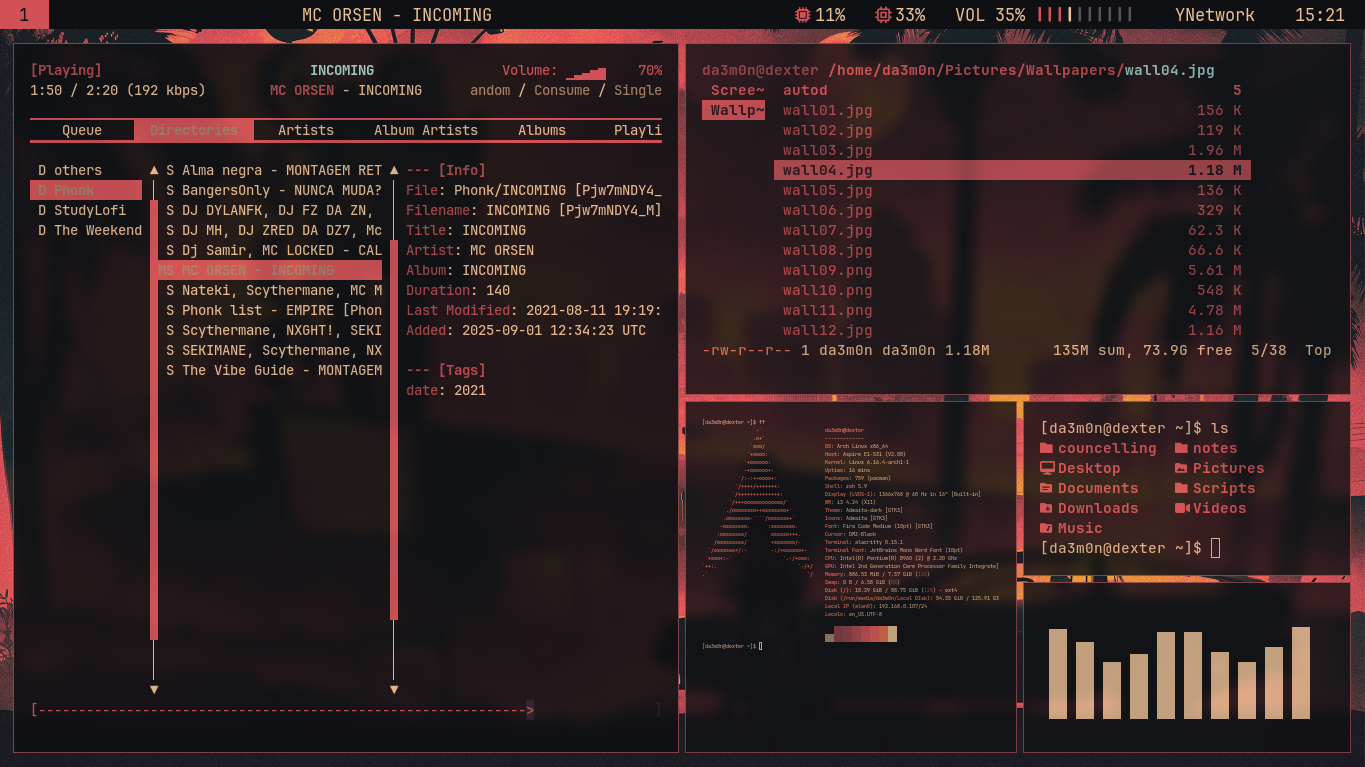 1 MC ORSEN - INCOMING 11% 33% VOL 35% YNetwork 15:21
[Playing] INCOMING Volume: 70%
1:50 / 2:20 (192 kbps) MC ORSEN - INCOMING andom / Consume / Single
Queue Directories Artists Album Artists Albums Playli
D others
D Phonk
D StudyLofi
D The Weekend
S Alma negra - MONTAGEM RET
S BangersOnly - NUNCA MUDA?
S DJ DYLANFK, DJ FZ DA ZN,
S DJ MH, DJ ZRED DA DZ7, Mc
S Dj Samir, MC LOCKED - CAL
MS MC ORSEN - INCOMING
S Nateki, Scythermane, MC M
S Phonk list - EMPIRE [Phon
S Scythermane, NXGHT!, SEKI
S SEKIMANE, Scythermane, NX
S The Vibe Guide - MONTAGEM
--- [Info]
File: Phonk/INCOMING [Pjw7mNDY4_
Filename: INCOMING [Pjw7mNDY4_M]
Title: INCOMING
Artist: MC ORSEN
Album: INCOMING
Duration: 140
Last Modified: 2021-08-11 19:19:
Added: 2025-09-01 12:34:23 UTC
--- [Tags]
date: 2021
[------------------------------------------------------------->]
da3m0n@dexter /home/da3m0n/Pictures/Wallpapers/wall04.jpg
Scree~ autod 5
Wallp~ wall01.jpg 156 K
wall02.jpg 119 K
wall03.jpg 1.96 M
wall04.jpg 1.18 M
wall05.jpg 136 K
wall06.jpg 329 K
wall07.jpg 62.3 K
wall08.jpg 66.6 K
wall09.png 5.61 M
wall10.png 548 K
wall11.png 4.78 M
wall12.jpg 1.16 M
-rw-r--r-- 1 da3m0n da3m0n 1.18M 135M sum, 73.9G free 5/38 Top
[da3m0n@dexter ~]$ ff
da3m0n@dexter
-------------
OS: Arch Linux x86_64
Host: Aspire E1-531 (V2.08)
Kernel: Linux 6.16.4-arch1-1
Uptime: 16 mins
Packages: 759 (pacman)
Shell: zsh 5.9
Display (LVDS-1): 1366x768 @ 60 Hz in 16" [Built-in]
WM: i3 4.24 (X11)
Theme: Adwaita-dark [GTK3]
Icons: Adwaita [GTK3]
Font: Fira Code Medium (10pt) [GTK3]
Cursor: DMZ-Black
Terminal: alacritty 0.15.1
Terminal Font: JetBrains Mono Nerd Font (10pt)
CPU: Intel(R) Pentium(R) B960 (2) @ 2.20 GHz
GPU: Intel 2nd Generation Core Processor Family Integrate]
Memory: 886.53 MiB / 7.57 GiB (11%)
Swap: 0 B / 6.58 GiB (0%)
Disk (/): 10.29 GiB / 88.75 GiB (12%) - ext4
Disk (/run/media/da3m0n/Local Disk): 54.35 GiB / 125.91 G3
Local IP (wlan0): 192.168.0.107/24
Locale: en_US.UTF-8
[da3m0n@dexter ~]$
[da3m0n@dexter ~]$ ls
councelling notes
Desktop Pictures
Documents Scripts
Downloads Videos
Music
[da3m0n@dexter ~]$